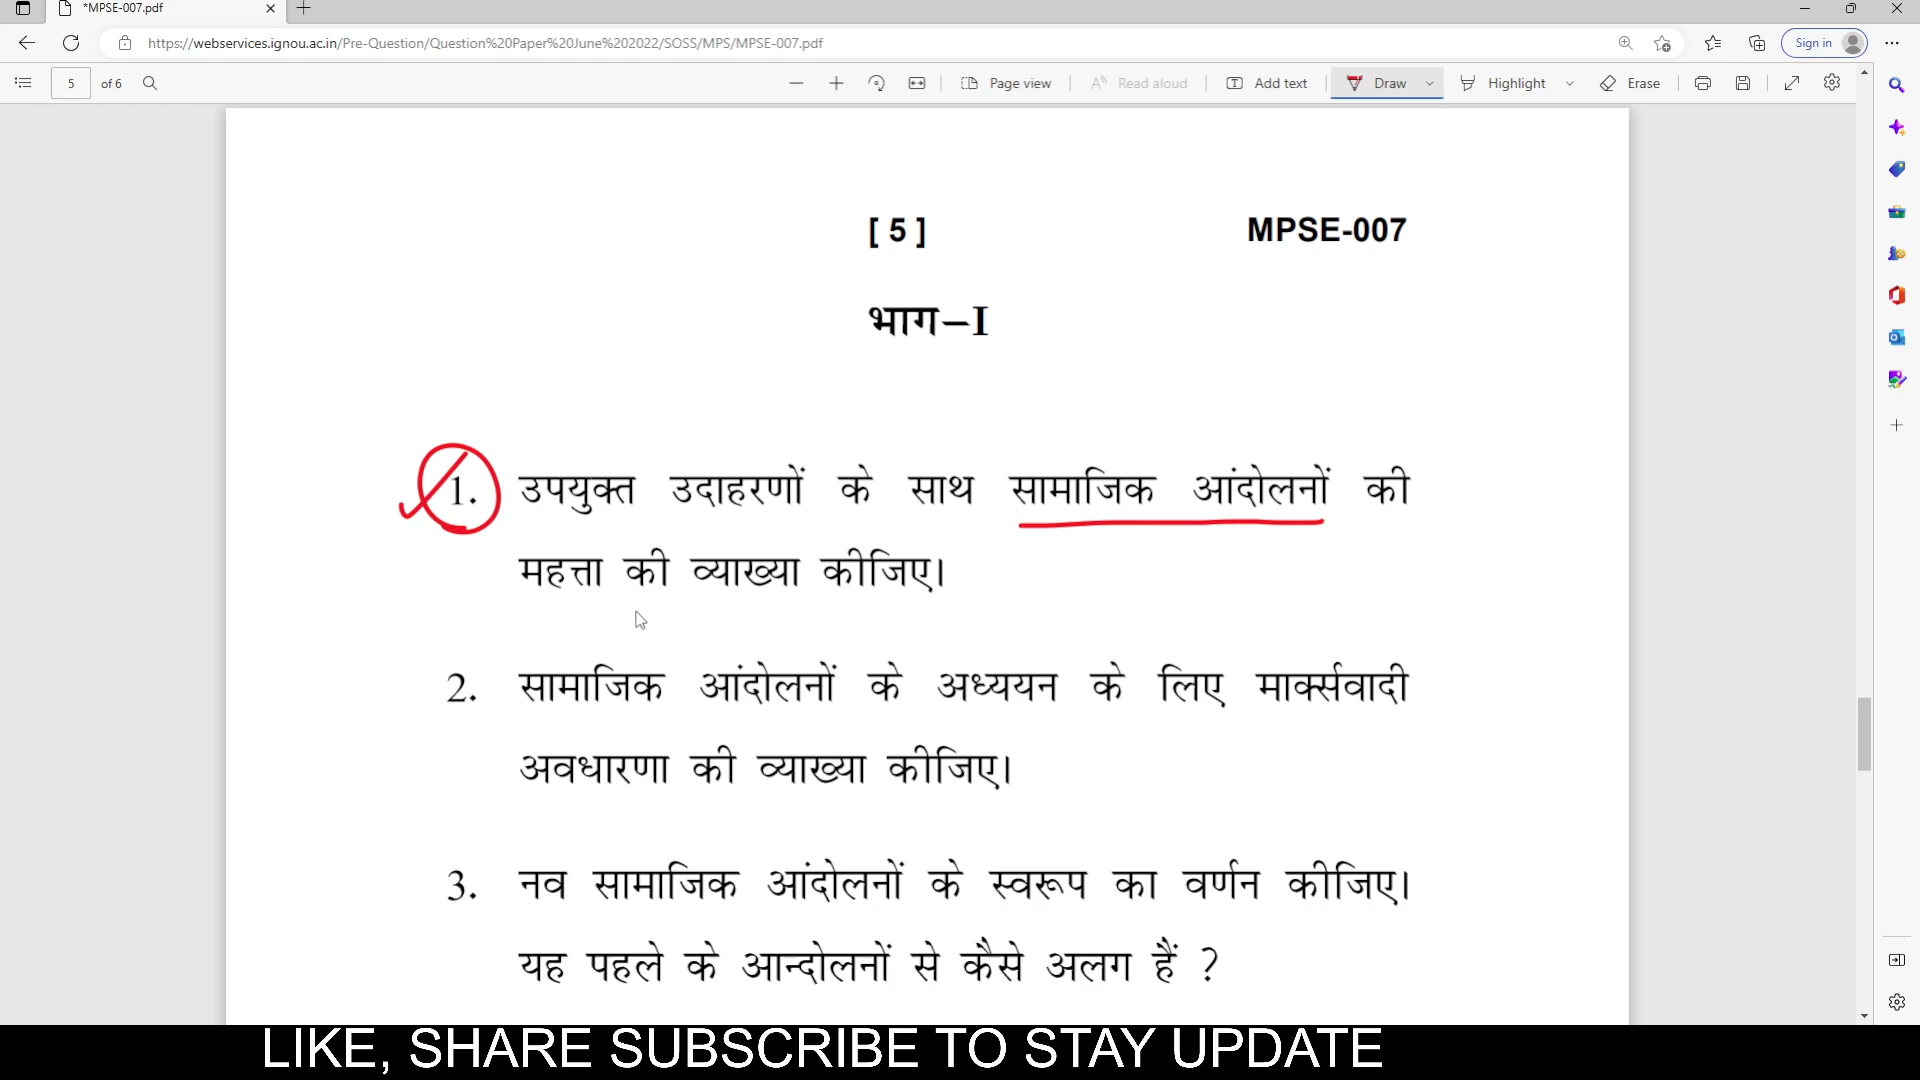 *MPSE-007.pdf
https://webservices.ignou.ac.in/Pre-Question/Question%20Paper%20June%202022/SOSS/MPS/MPSE-007.pdf
Sign in
5 of 6
Page view
Read aloud
Add text
Draw
Highlight
Erase
[ 5 ] MPSE-007
भाग–I
1. उपयुक्त उदाहरणों के साथ सामाजिक आंदोलनों की
महत्ता की व्याख्या कीजिए।
2. सामाजिक आंदोलनों के अध्ययन के लिए मार्क्सवादी
अवधारणा की व्याख्या कीजिए।
3. नव सामाजिक आंदोलनों के स्वरूप का वर्णन कीजिए।
यह पहले के आन्दोलनों से कैसे अलग हैं ?
LIKE, SHARE SUBSCRIBE TO STAY UPDATE